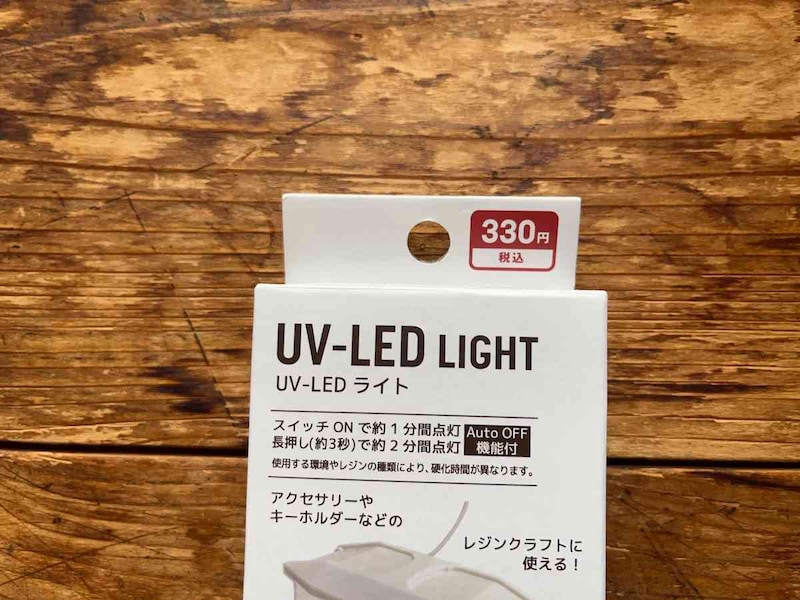 330円
税込
UV-LED LIGHT
UV-LED ライト
スイッチ ON で約 1 分間点灯
長押し(約3秒)で約 2 分間点灯
Auto OFF
機能付
使用する環境やレジンの種類により、硬化時間が異なります。
アクセサリーや
キーホルダーなどの
レジンクラフトに
使える!